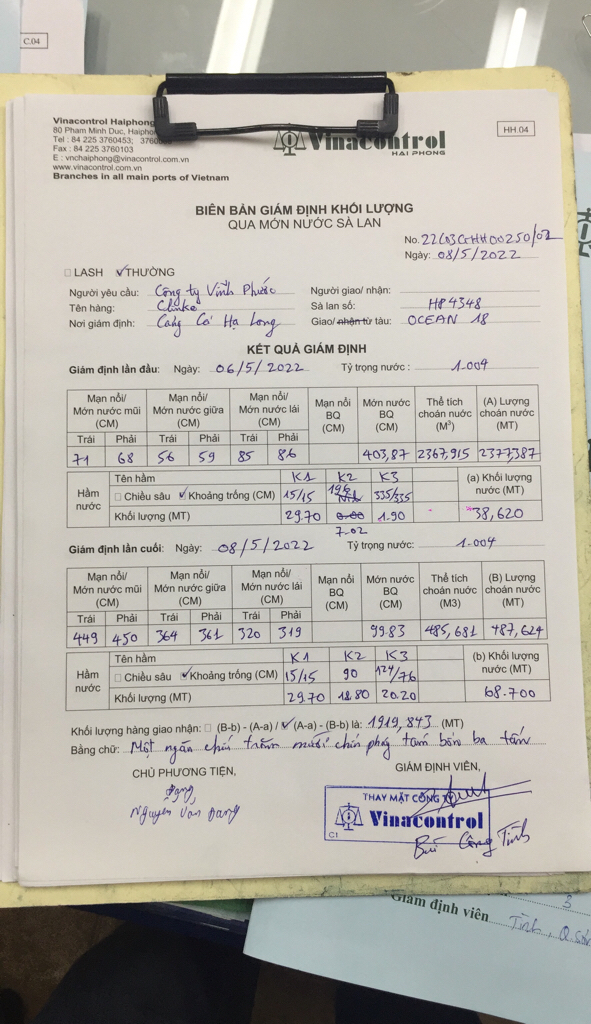 C.04
Vinacontrol Haiphong
80 Pham Minh Duc, Haiphong
Tel : 84 225 3760453;
Fax : 84 225 3760103
E : vnchaiphong@vinacontrol.com.vn
www.vinacontrol.com.vn
Branches in all main ports of Vietnam
Vinacontrol
HAI PHONG
HH.04
BIÊN BẢN GIÁM ĐỊNH KHỐI LƯỢNG
QUA MỚN NƯỚC SÀ LAN
No. 22C03GHH00250/02
Ngày: 08/5/2022
LASH THƯỜNG
Người yêu cầu: Công ty Vĩnh Phước Người giao/ nhận:
Tên hàng: Clinke Sà lan số: HP4348
Nơi giám định: Cảng Cá Hạ Long Giao/ nhận từ tàu: OCEAN 18
KẾT QUẢ GIÁM ĐỊNH
Giám định lần đầu: Ngày: 06/5/2022 Tỷ trọng nước : 1.004
Mạn nổi/ Mạn nổi/ Mạn nổi/ Mạn nổi Mớn nước Thể tích (A) Lượng
Mớn nước mũi Mớn nước giữa Mớn nước lái BQ BQ choán nước choán nước
(CM) (CM) (CM) (CM) (CM) (M³) (MT)
Trái Phải Trái Phải Trái Phải
71 68 56 59 85 86 403,87 2367,915 2377,387
Hầm nước Tên hầm K1 K2 K3 (a) Khối lượng nước (MT)
Chiều sâu Khoảng trống (CM) 15/15 196 335/335
Khối lượng (MT) 29.70 0.00 1.90 38,620
7.02
Giám định lần cuối: Ngày: 08/5/2022 Tỷ trọng nước: 1.004
Mạn nổi/ Mạn nổi/ Mạn nổi/ Mạn nổi Mớn nước Thể tích (B) Lượng
Mớn nước mũi Mớn nước giữa Mớn nước lái BQ BQ choán nước choán nước
(CM) (CM) (CM) (CM) (CM) (M3) (MT)
Trái Phải Trái Phải Trái Phải
449 450 364 361 320 319 99.83 485,681 487,624
Hầm nước Tên hầm K1 K2 K3 (b) Khối lượng nước (MT)
Chiều sâu Khoảng trống (CM) 15/15 90 124/76
Khối lượng (MT) 29.70 18.80 20.20 68.700
Khối lượng hàng giao nhận: (B-b) - (A-a) / (A-a) - (B-b) là: 1919,843 (MT)
Bằng chữ: Một ngàn chín trăm mười chín phảy tám bốn ba tấn
CHỦ PHƯƠNG TIỆN, GIÁM ĐỊNH VIÊN,
Nguyễn Văn Đang
THAY MẶT CÔNG TY
Vinacontrol
C1
Bùi Công Tĩnh
3
Giám định viên Tĩnh,